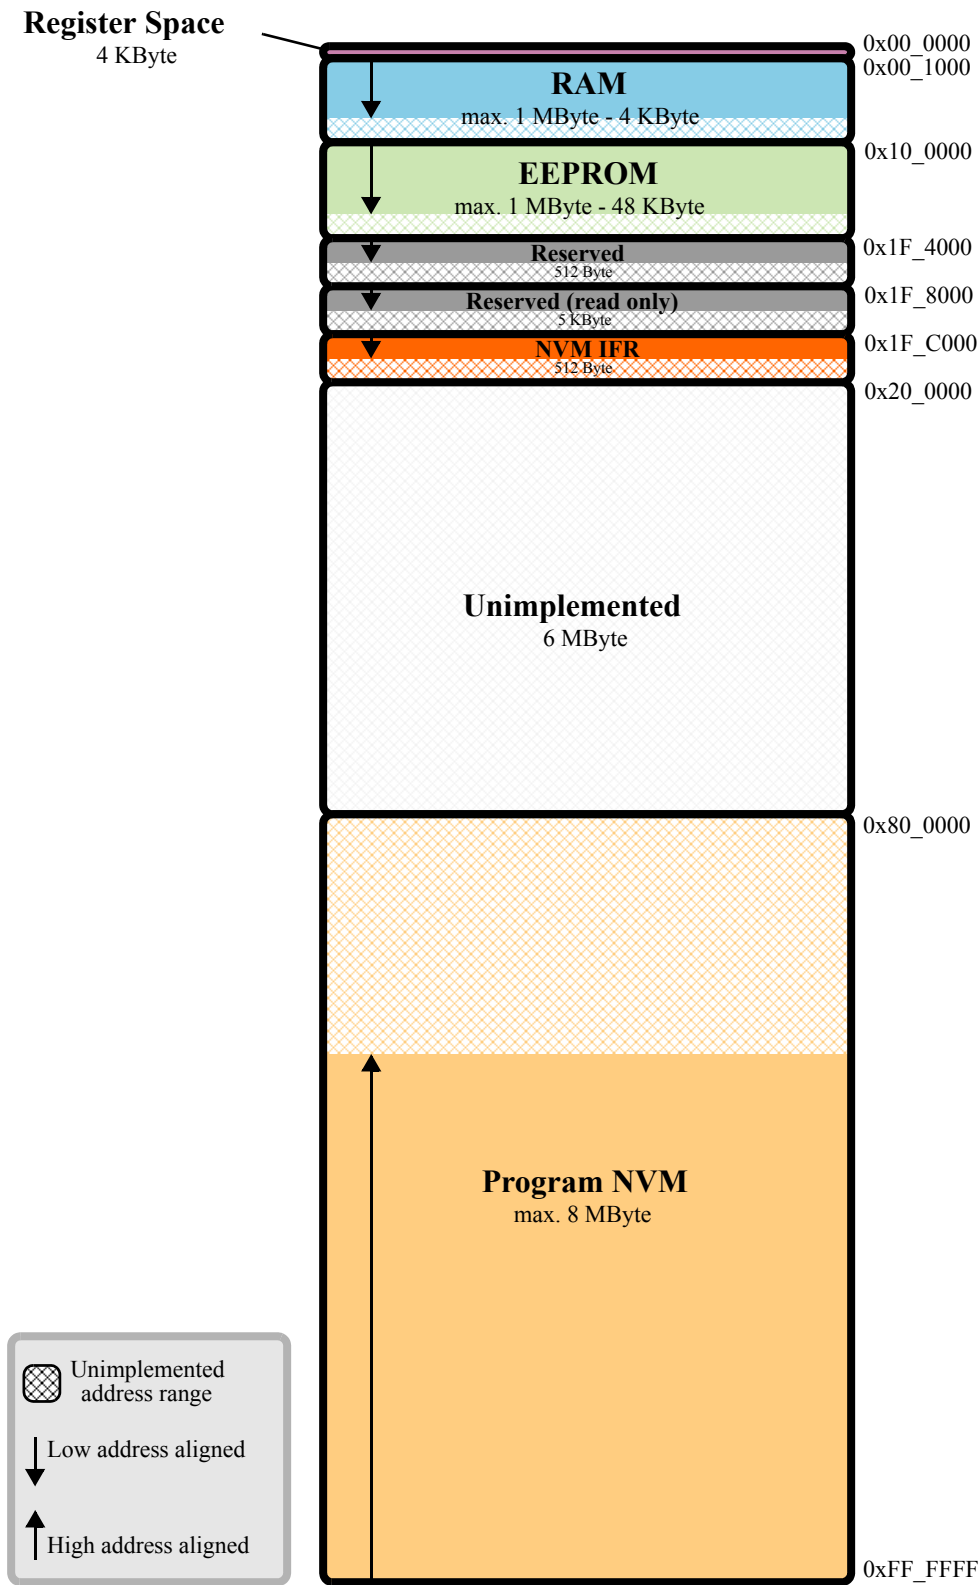 Register Space
4 KByte
0x00_0000
0x00_1000
RAM
max. 1 MByte - 4 KByte
0x10_0000
EEPROM
max. 1 MByte - 48 KByte
0x1F_4000
Reserved
512 Byte
0x1F_8000
Reserved (read only)
5 KByte
0x1F_C000
NVM IFR
512 Byte
0x20_0000
Unimplemented
6 MByte
0x80_0000
Program NVM
max. 8 MByte
Unimplemented
address range
Low address aligned
High address aligned
0xFF_FFFF